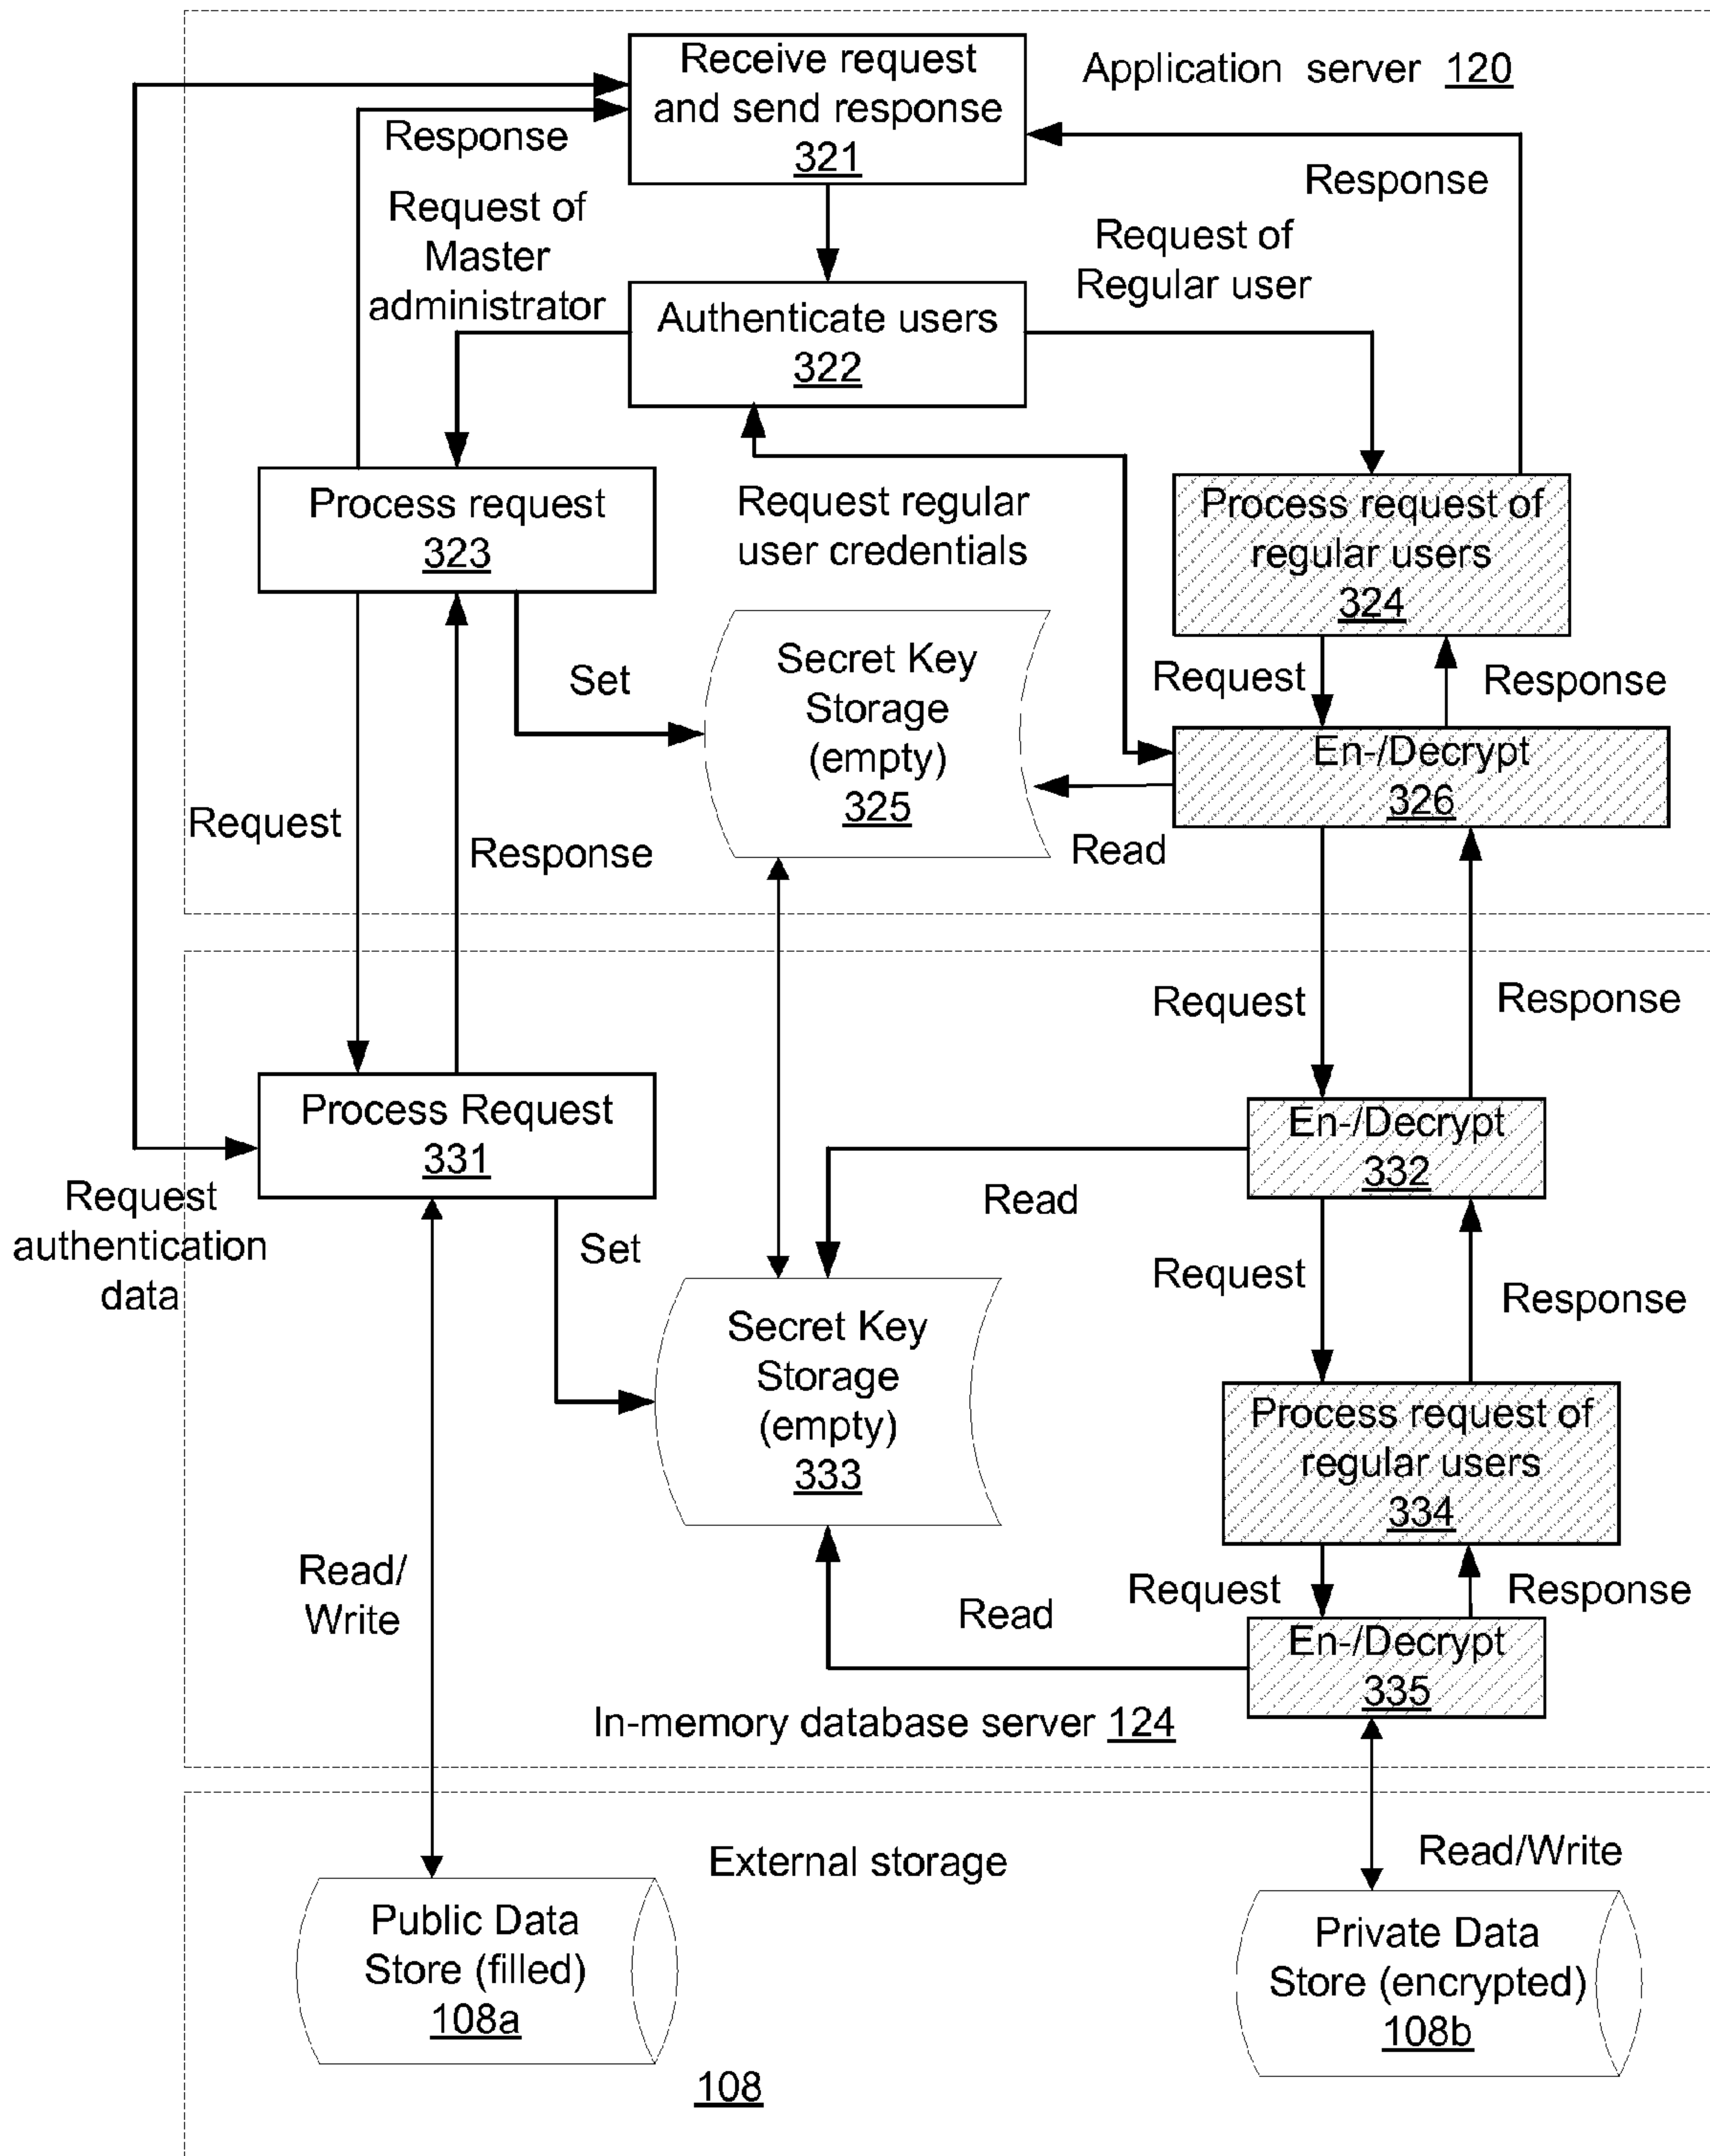 Receive request
and send response
321
Application server 120
Response
Response
Request of
Master
administrator
Request of
Regular user
Authenticate users
322
Process request
323
Request regular
user credentials
Process request of
regular users
324
Set
Secret Key
Storage
(empty)
325
Request
Response
En-/Decrypt
326
Read
Request
Response
Request
Response
Process Request
331
En-/Decrypt
332
Request
authentication
data
Set
Read
Request
Response
Secret Key
Storage
(empty)
333
Process request of
regular users
334
Read/
Write
Read
Request
Response
En-/Decrypt
335
In-memory database server 124
External storage
Read/Write
Public Data
Store (filled)
108a
Private Data
Store (encrypted)
108b
108